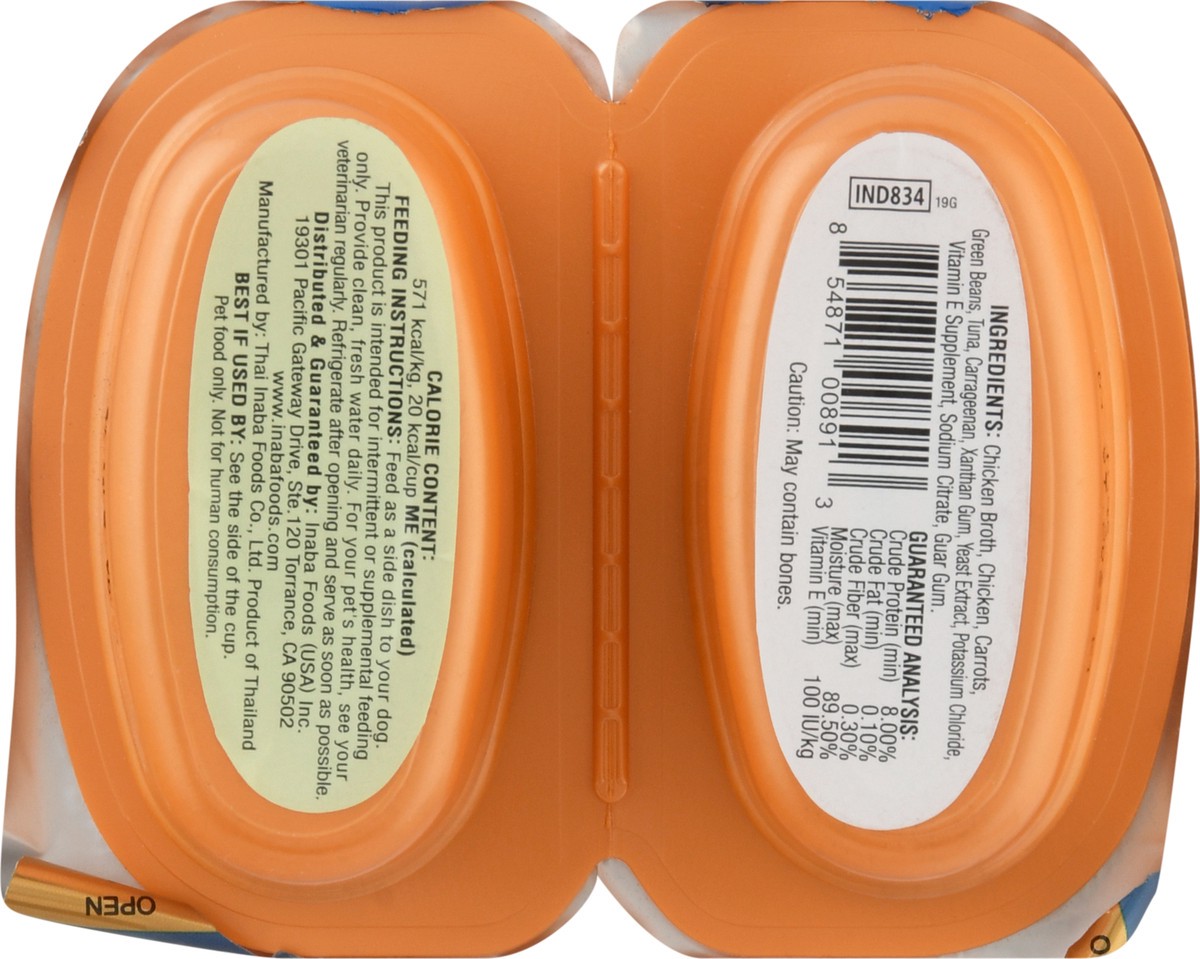 CALORIE CONTENT:
571 kcal/kg, 20 kcal/cup ME (calculated)
FEEDING INSTRUCTIONS: Feed as a side dish to your dog.
This product is intended for intermittent or supplemental feeding
only. Provide clean, fresh water daily. For your pet's health, see your
veterinarian regularly. Refrigerate after opening and serve as soon as possible.
Distributed & Guaranteed by: Inaba Foods (USA) Inc.
19301 Pacific Gateway Drive, Ste.120 Torrance, CA 90502
www.inabafoods.com
Manufactured by: Thai Inaba Foods Co., Ltd. Product of Thailand
BEST IF USED BY: See the side of the cup.
Pet food only. Not for human consumption.
INGREDIENTS: Chicken Broth, Chicken, Carrots,
Green Beans, Tuna, Carrageenan, Xanthan Gum, Yeast Extract, Potassium Chloride,
Vitamin E Supplement, Sodium Citrate, Guar Gum.
IND834 19G
8 54871 00891 3
GUARANTEED ANALYSIS:
Crude Protein (min) 8.00%
Crude Fat (min) 0.10%
Crude Fiber (max) 0.30%
Moisture (max) 89.50%
Vitamin E (min) 100 IU/kg
Caution: May contain bones.
OPEN
O